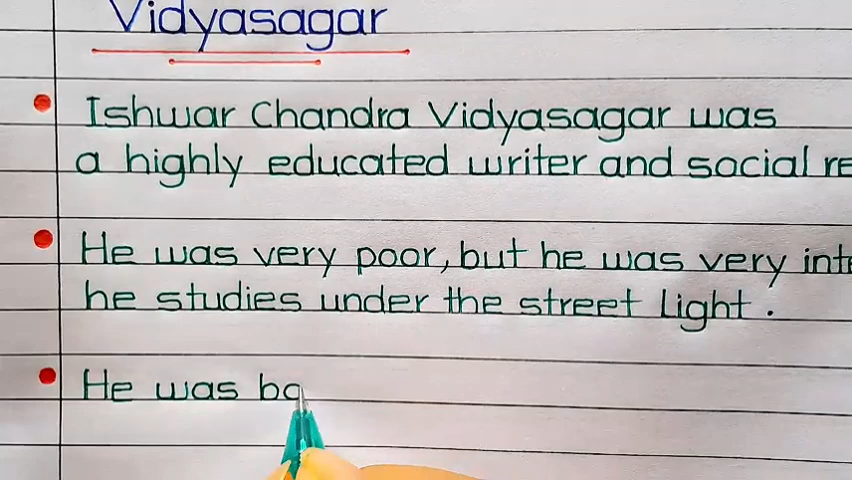 Vidyasagar
Ishwar Chandra Vidyasagar was
a highly educated writer and social
He was very poor, but he was very
he studies under the street light.
He was